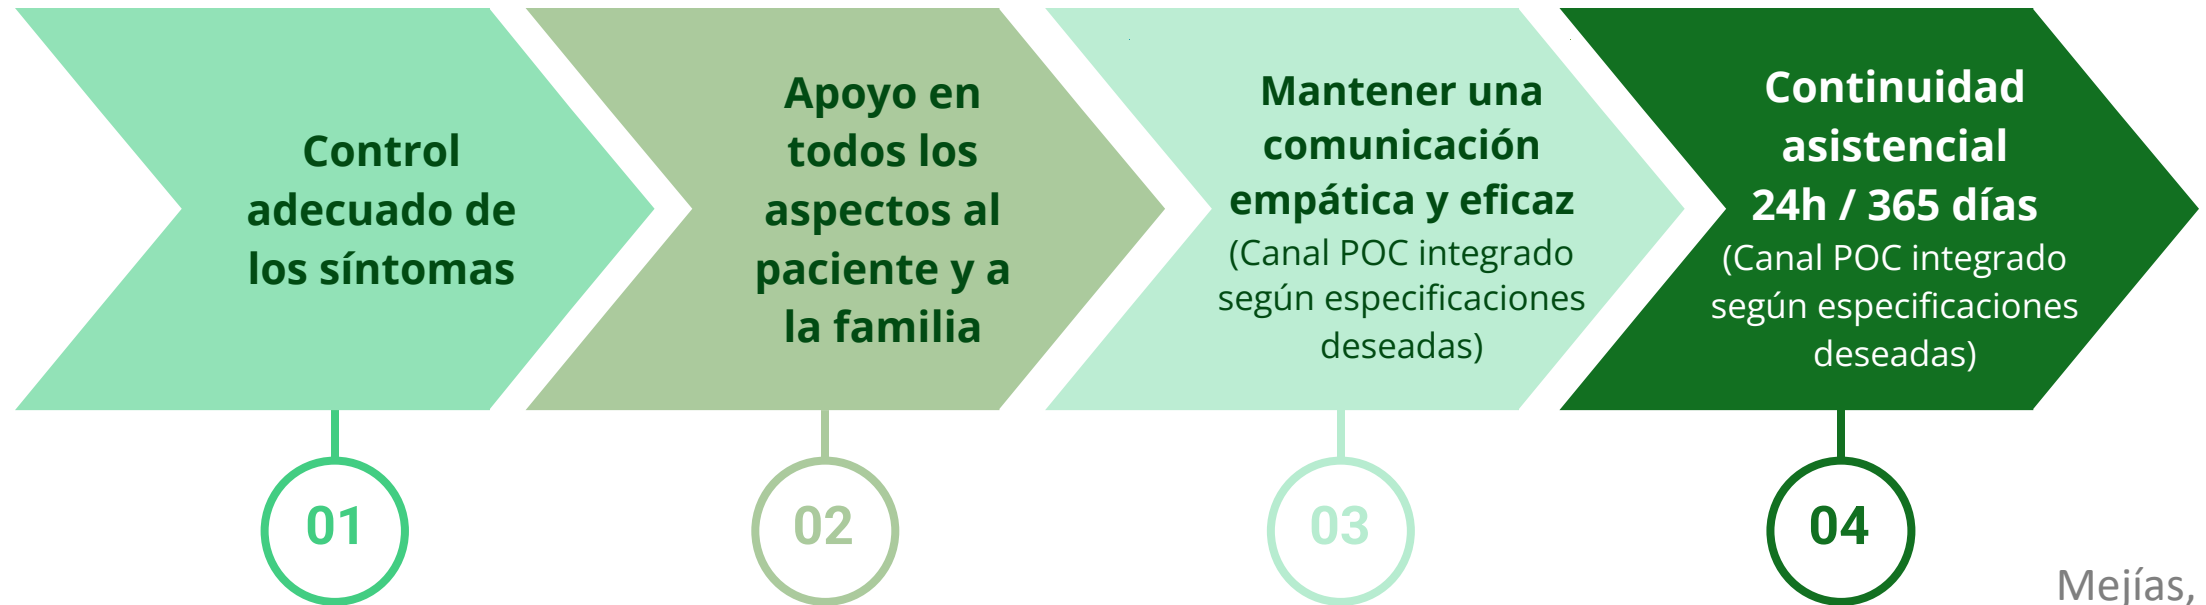 Control
adecuado de
los síntomas
Apoyo en
todos los
aspectos al
paciente y a
la familia
Mantener una
comunicación
empática y eficaz
(Canal POC integrado
según especificaciones
deseadas)
Continuidad
asistencial
24h / 365 días
(Canal POC integrado
según especificaciones
deseadas)
01
02
03
04
Mejías,